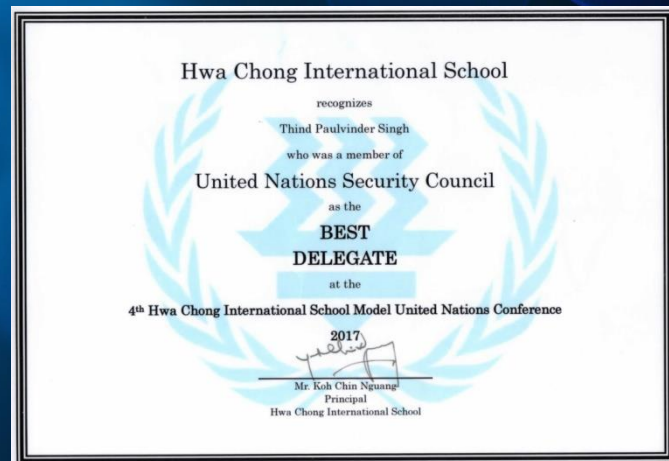 Hwa Chong International School
recognizes
Thind Paulvinder Singh
who was a member of
United Nations Security Council
as the
BEST
DELEGATE
at the
4th Hwa Chong International School Model United Nations Conference
2017
Mr. Koh Chin Nguang
Principal
Hwa Chong International School